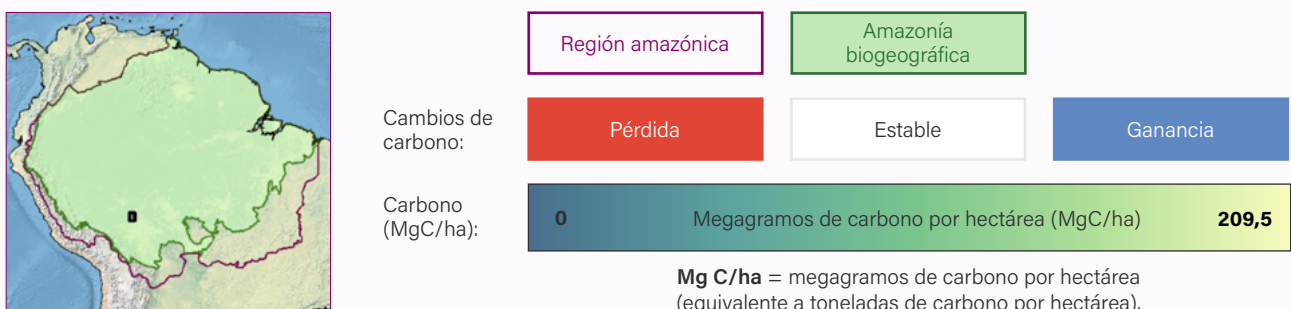 Región amazónica
Amazonía
biogeográfica
Cambios de
carbono:
Pérdida
Estable
Ganancia
Carbono
(MgC/ha):
0 Megagramos de carbono por hectárea (MgC/ha) 209,5
0
Mg C/ha = megagramos de carbono por hectárea
(equivalente a toneladas de carbono por hectárea).